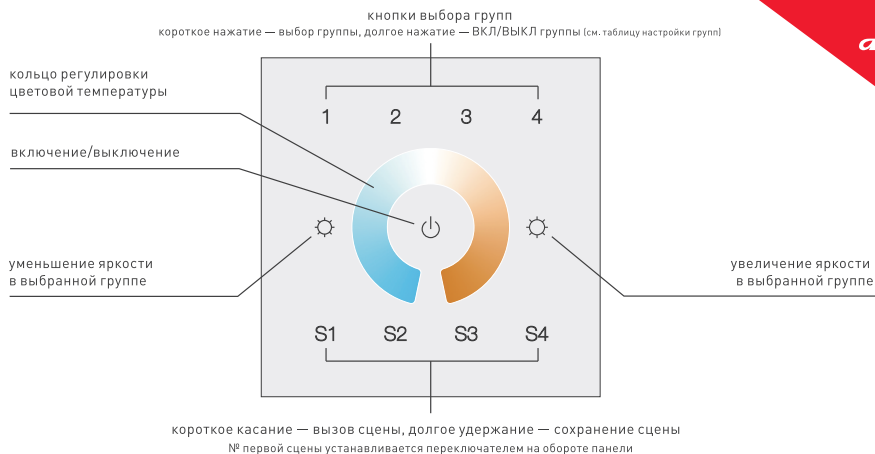 кнопки выбора групп
короткое нажатие — выбор группы, долгое нажатие — ВКЛ/ВЫКЛ группы (см. таблицу настройки групп)
кольцо регулировки
цветовой температуры
1 2 3 4
включение/выключение
уменьшение яркости
в выбранной группе
увеличение яркости
в выбранной группе
S1 S2 S3 S4
короткое касание — вызов сцены, долгое удержание — сохранение сцены
№ первой сцены устанавливается переключателем на обороте панели